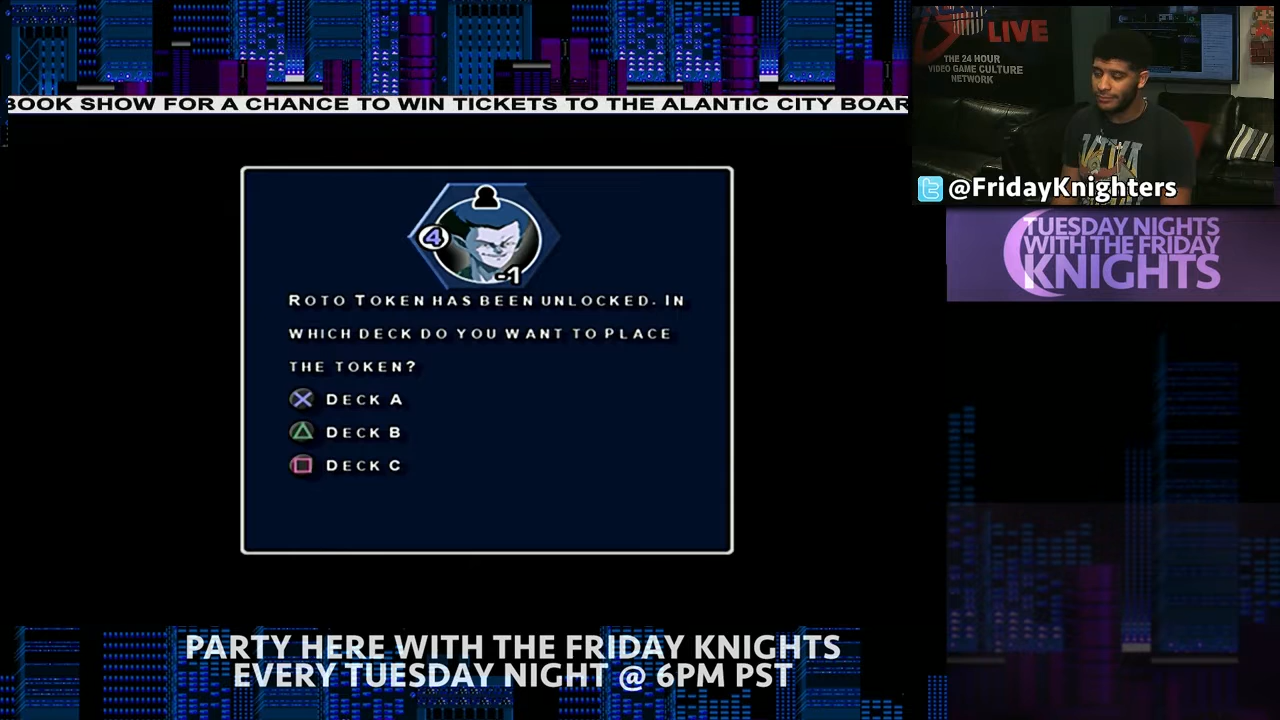 BOOK SHOW FOR A CHANCE TO WIN TICKETS TO THE ALANTIC CITY BOAR
LIVE
THE 24 HOUR
VIDEO GAME CULTURE
NETWORK
@FridayKnighters
TUESDAY NIGHTS
WITH THE FRIDAY
KNIGHTS
4
-1
ROTO TOKEN HAS BEEN UNLOCKED. IN
WHICH DECK DO YOU WANT TO PLACE
THE TOKEN?
DECK A
DECK B
DECK C
PARTY HERE WITH THE FRIDAY KNIGHTS
EVERY TUESDAY NIGHT @ 6PM PST